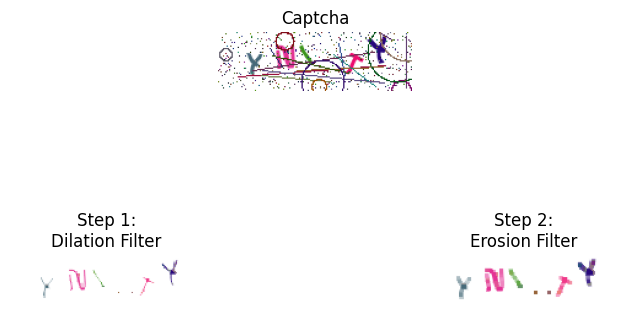 Captcha
Step 1:
Dilation Filter
Step 2:
Erosion Filter